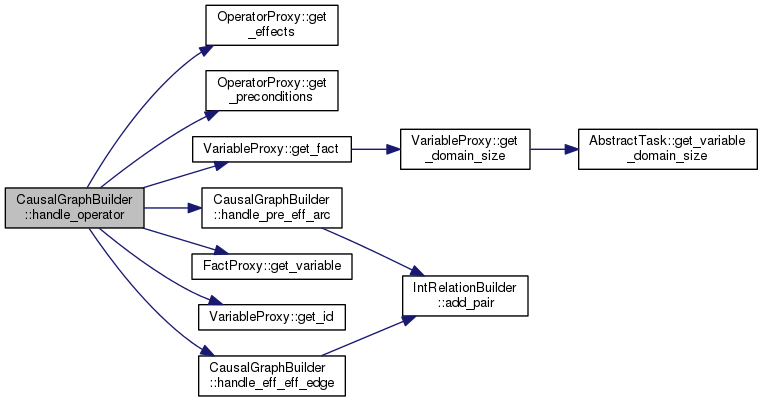 OperatorProxy::get
_effects
OperatorProxy::get
_preconditions
VariableProxy::get_fact
VariableProxy::get
_domain_size
AbstractTask::get_variable
_domain_size
CausalGraphBuilder
::handle_operator
CausalGraphBuilder
::handle_pre_eff_arc
FactProxy::get_variable
IntRelationBuilder
::add_pair
VariableProxy::get_id
CausalGraphBuilder
::handle_eff_eff_edge